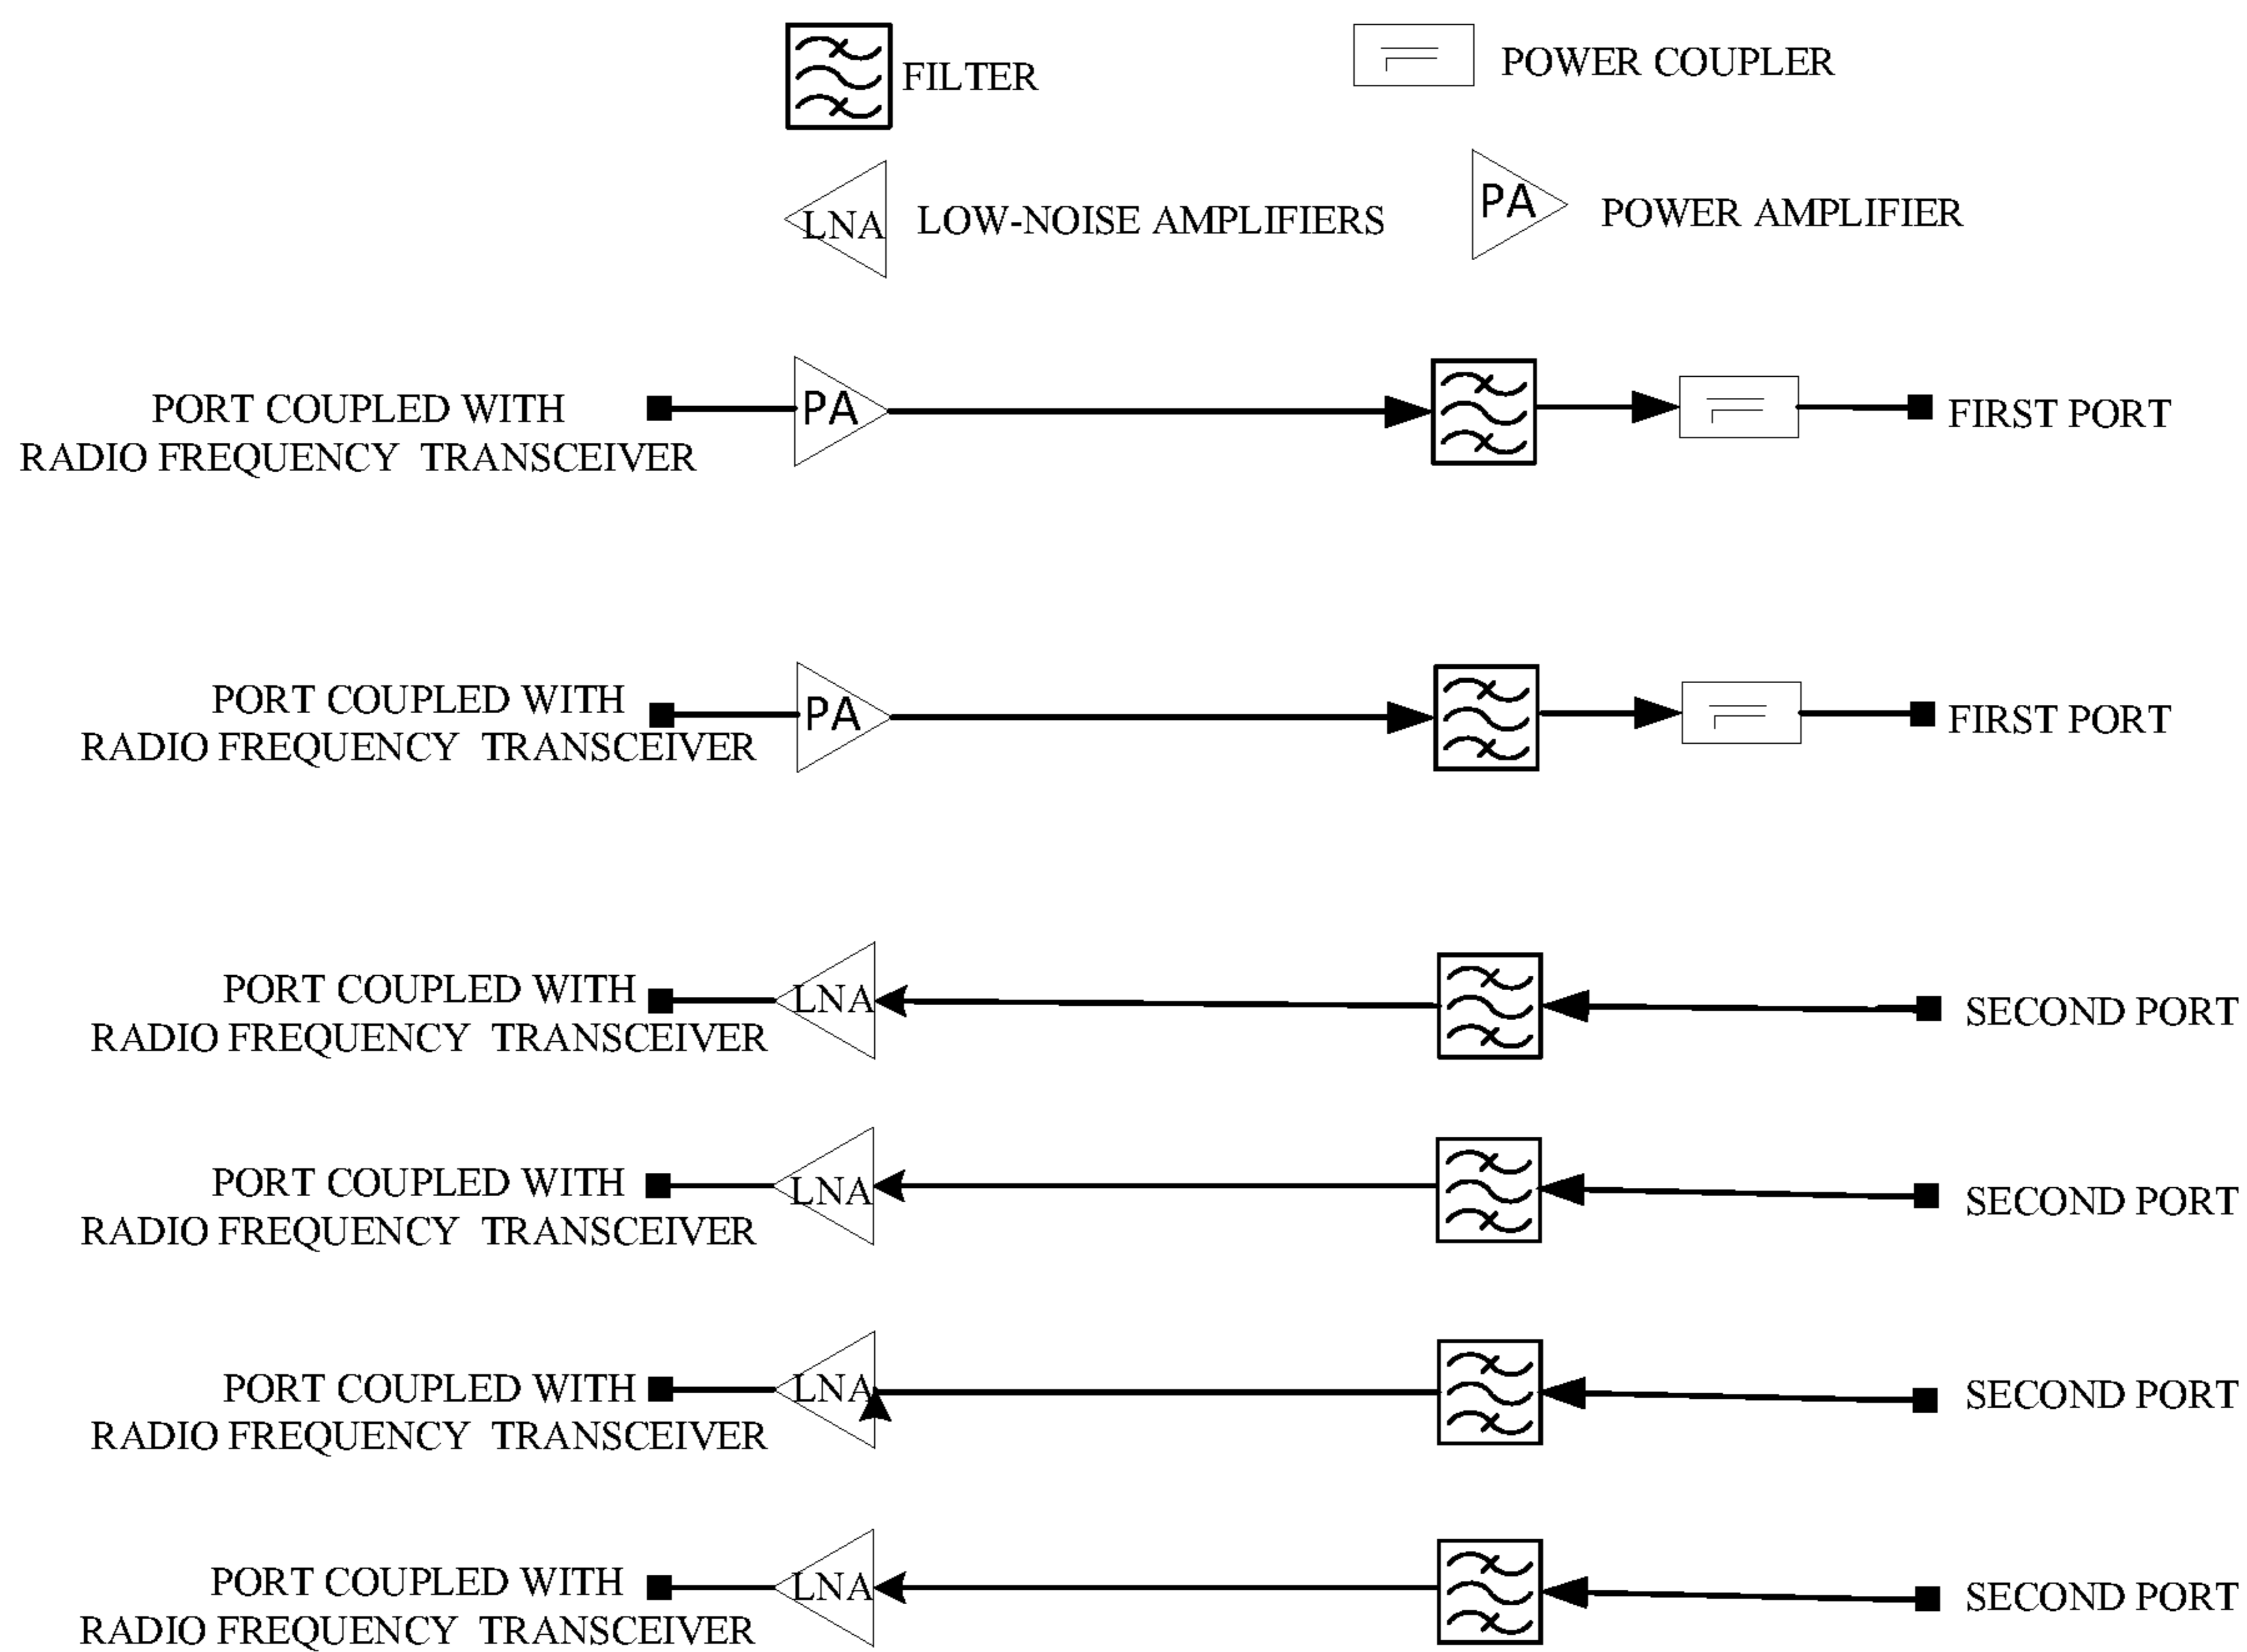 FILTER
POWER COUPLER
LNA
LOW-NOISE AMPLIFIERS
PA
POWER AMPLIFIER
PORT COUPLED WITH
RADIO FREQUENCY TRANSCEIVER
PA
FIRST PORT
PORT COUPLED WITH
RADIO FREQUENCY TRANSCEIVER
PA
FIRST PORT
PORT COUPLED WITH
RADIO FREQUENCY TRANSCEIVER
LNA
SECOND PORT
PORT COUPLED WITH
RADIO FREQUENCY TRANSCEIVER
LNA
SECOND PORT
PORT COUPLED WITH
RADIO FREQUENCY TRANSCEIVER
LNA
SECOND PORT
PORT COUPLED WITH
RADIO FREQUENCY TRANSCEIVER
LNA
SECOND PORT